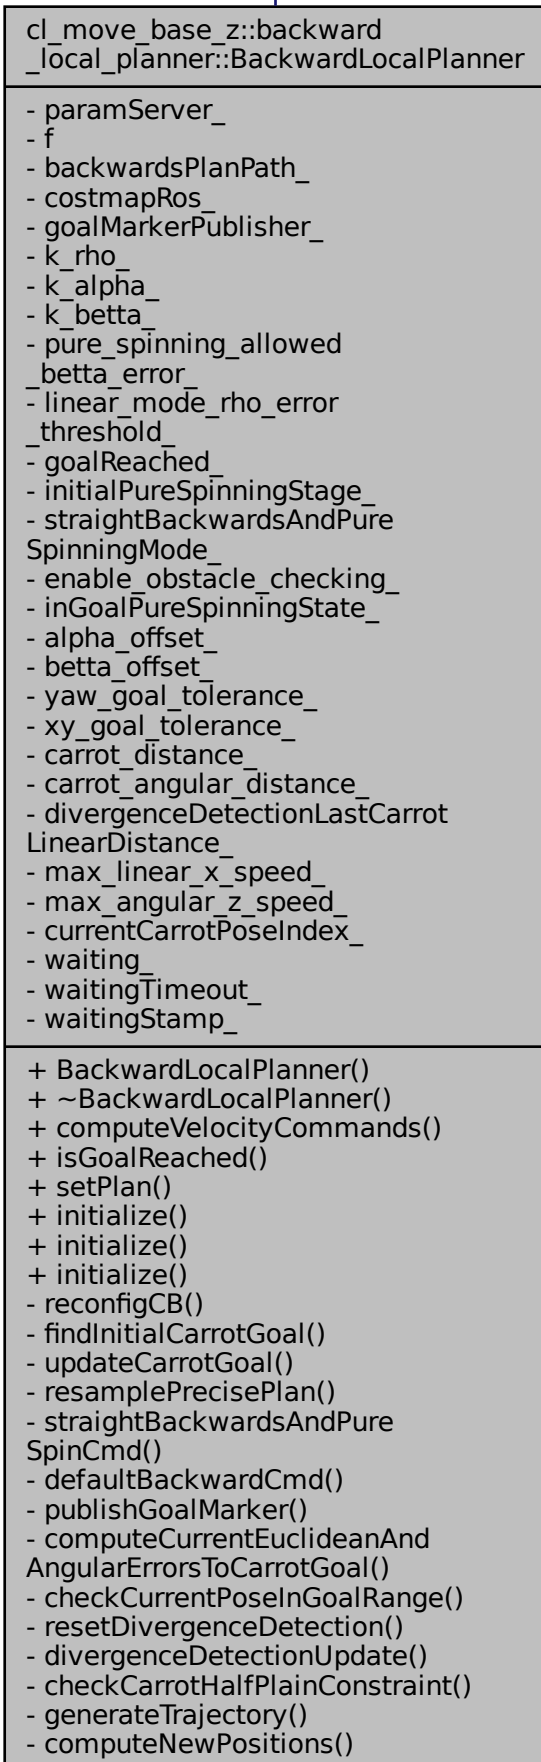 cl_move_base_z::backward
_local_planner::BackwardLocalPlanner
- paramServer_
- f
- backwardsPlanPath_
- costmapRos_
- goalMarkerPublisher_
- k_rho_
- k_alpha_
- k_betta_
- pure_spinning_allowed
_betta_error_
- linear_mode_rho_error
_threshold_
- goalReached_
- initialPureSpinningStage_
- straightBackwardsAndPure
SpinningMode_
- enable_obstacle_checking_
- inGoalPureSpinningState_
- alpha_offset_
- betta_offset_
- yaw_goal_tolerance_
- xy_goal_tolerance_
- carrot_distance_
- carrot_angular_distance_
- divergenceDetectionLastCarrot
LinearDistance_
- max_linear_x_speed_
- max_angular_z_speed_
- currentCarrotPoseIndex_
- waiting_
- waitingTimeout_
- waitingStamp_
+ BackwardLocalPlanner()
+ ~BackwardLocalPlanner()
+ computeVelocityCommands()
+ isGoalReached()
+ setPlan()
+ initialize()
+ initialize()
+ initialize()
- reconfigCB()
- findInitialCarrotGoal()
- updateCarrotGoal()
- resamplePrecisePlan()
- straightBackwardsAndPure
SpinCmd()
- defaultBackwardCmd()
- publishGoalMarker()
- computeCurrentEuclideanAnd
AngularErrorsToCarrotGoal()
- checkCurrentPoseInGoalRange()
- resetDivergenceDetection()
- divergenceDetectionUpdate()
- checkCarrotHalfPlainConstraint()
- generateTrajectory()
- computeNewPositions()